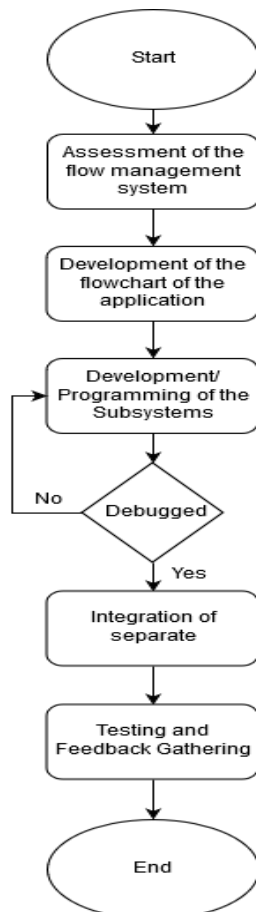 Start
Assessment of the
flow management
system
Development of the
flowchart of the
application
Development/
Programming of the
Subsystems
No
Debugged
Yes
Integration of
separate
Testing and
Feedback Gathering
End